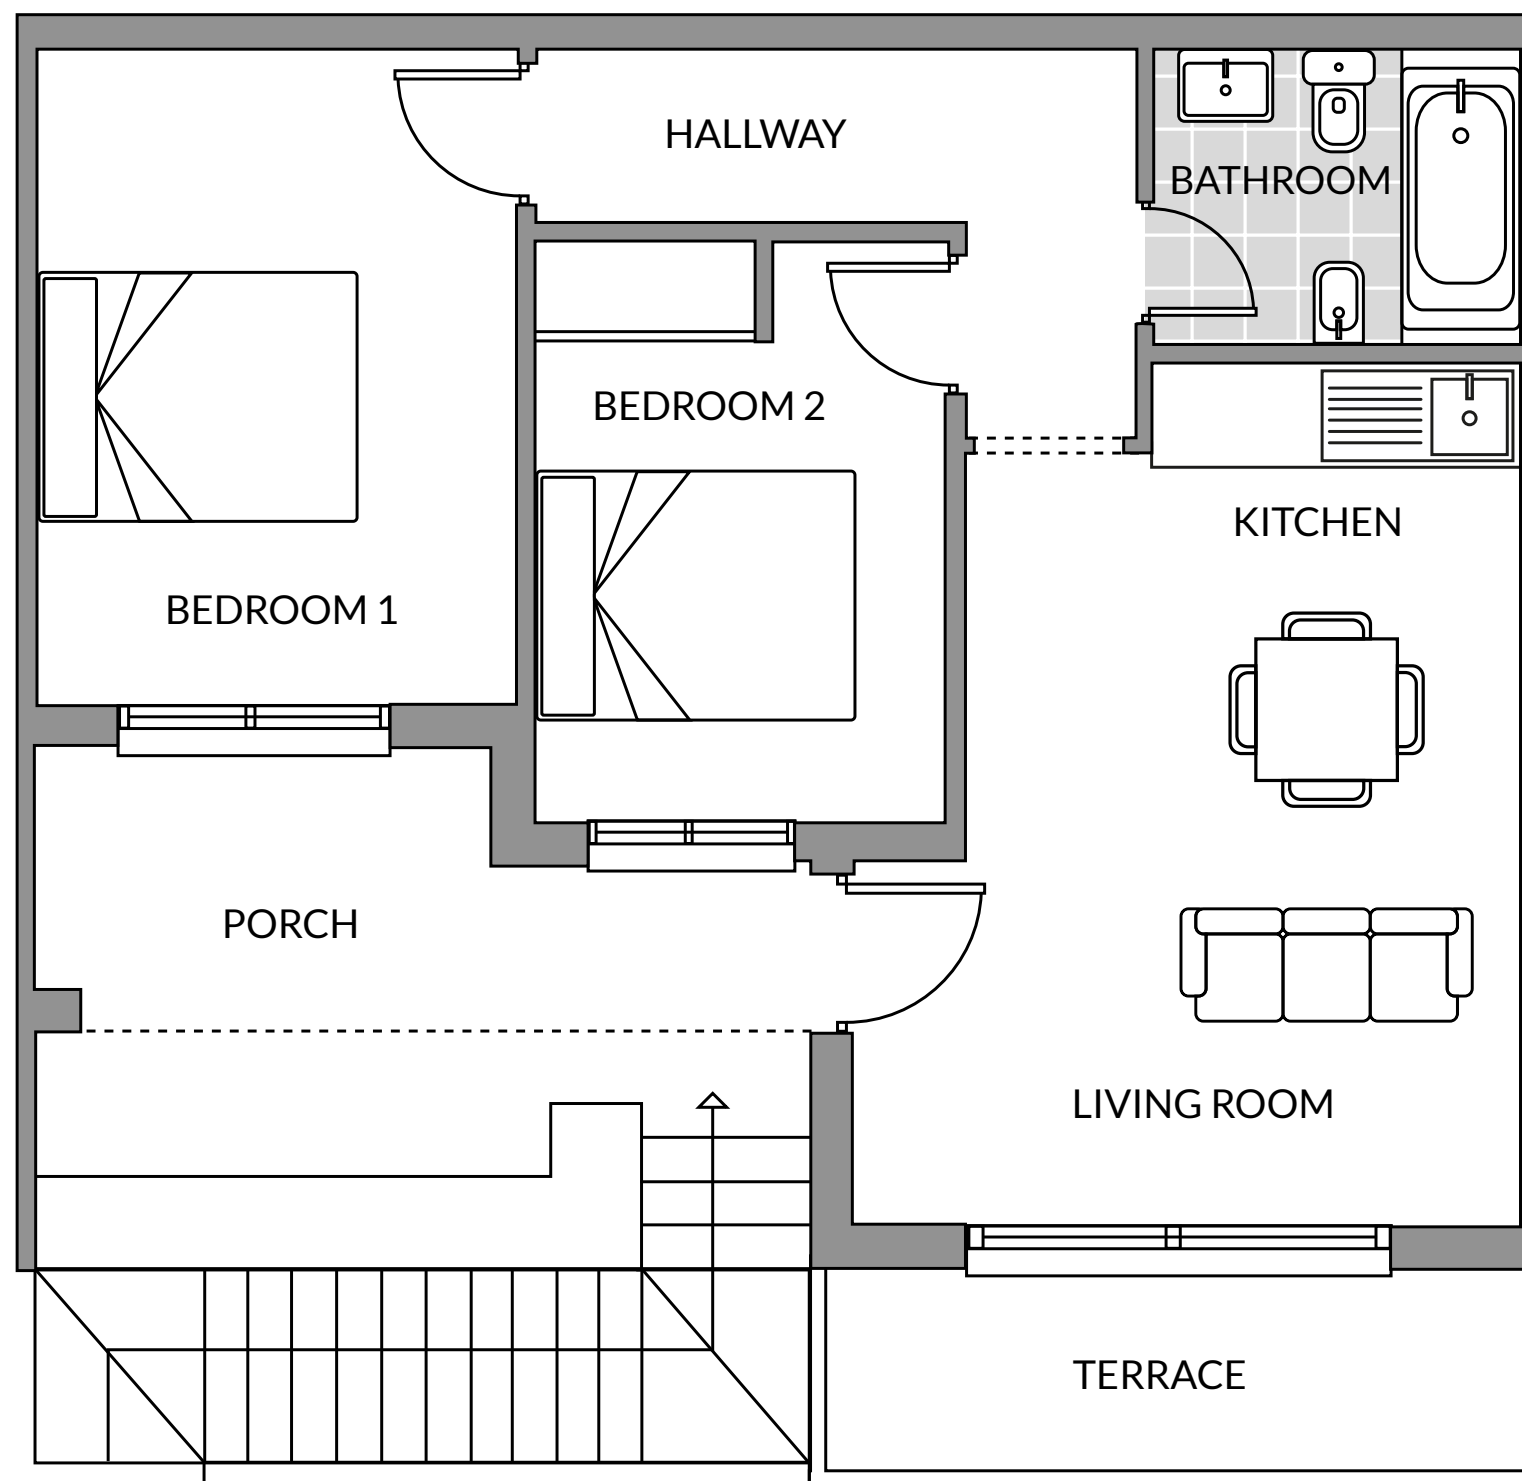 HALLWAY
BATHROOM
BEDROOM 2
KITCHEN
BEDROOM 1
PORCH
LIVING ROOM
TERRACE